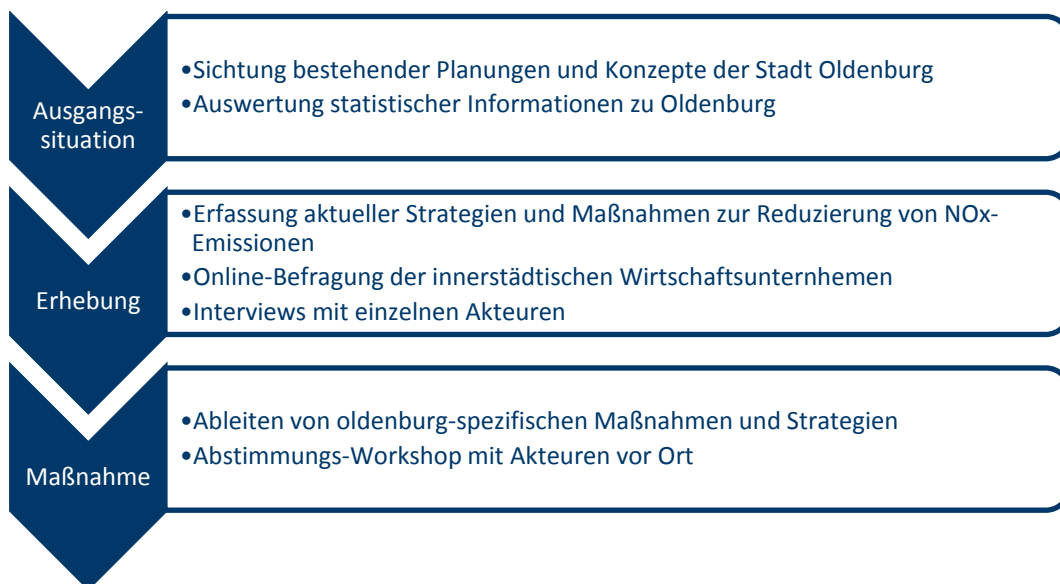 Ausgangs-
situation
•Sichtung bestehender Planungen und Konzepte der Stadt Oldenburg
•Auswertung statistischer Informationen zu Oldenburg
Erhebung
•Erfassung aktueller Strategien und Maßnahmen zur Reduzierung von NOx-
Emissionen
•Online-Befragung der innerstädtischen Wirtschaftsunternhemen
•Interviews mit einzelnen Akteuren
Maßnahme
•Ableiten von oldenburg-spezifischen Maßnahmen und Strategien
•Abstimmungs-Workshop mit Akteuren vor Ort